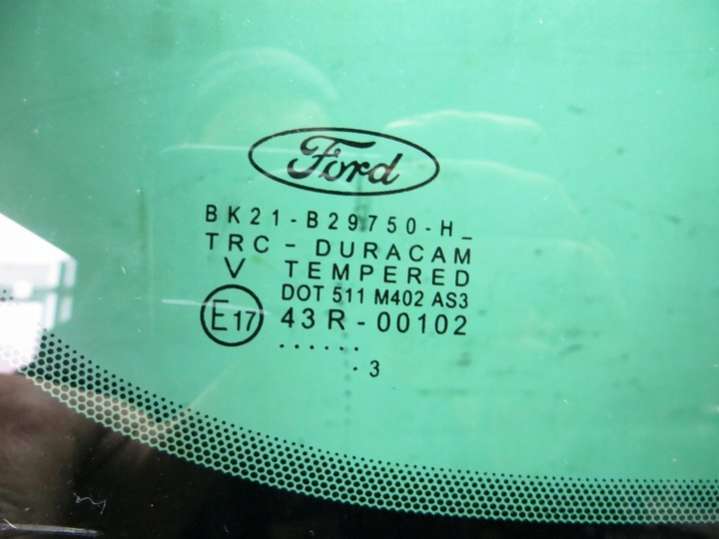 Ford
BK21-B29750-H_
TRC - DURACAM
V TEMPERED
DOT 511 M402 AS3
E17 43R-00102
......
. 3